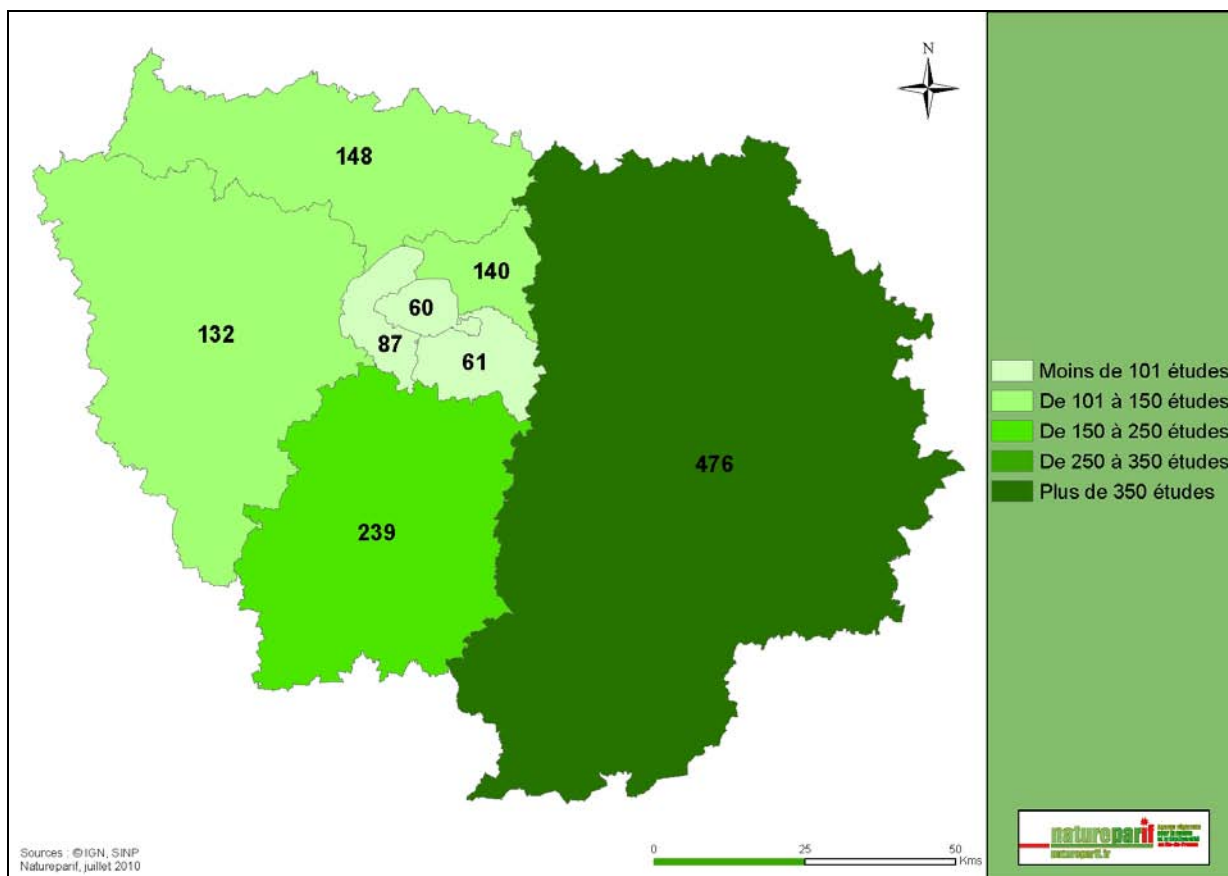 N
148
140
60
132
87
61
476
239
Moins de 101 études
De 101 à 150 études
De 150 à 250 études
De 250 à 350 études
Plus de 350 études
Sources : ©IGN, SINP
Natureparif, juillet 2010
0 25 50
Kms
natureparif
natureparif.fr